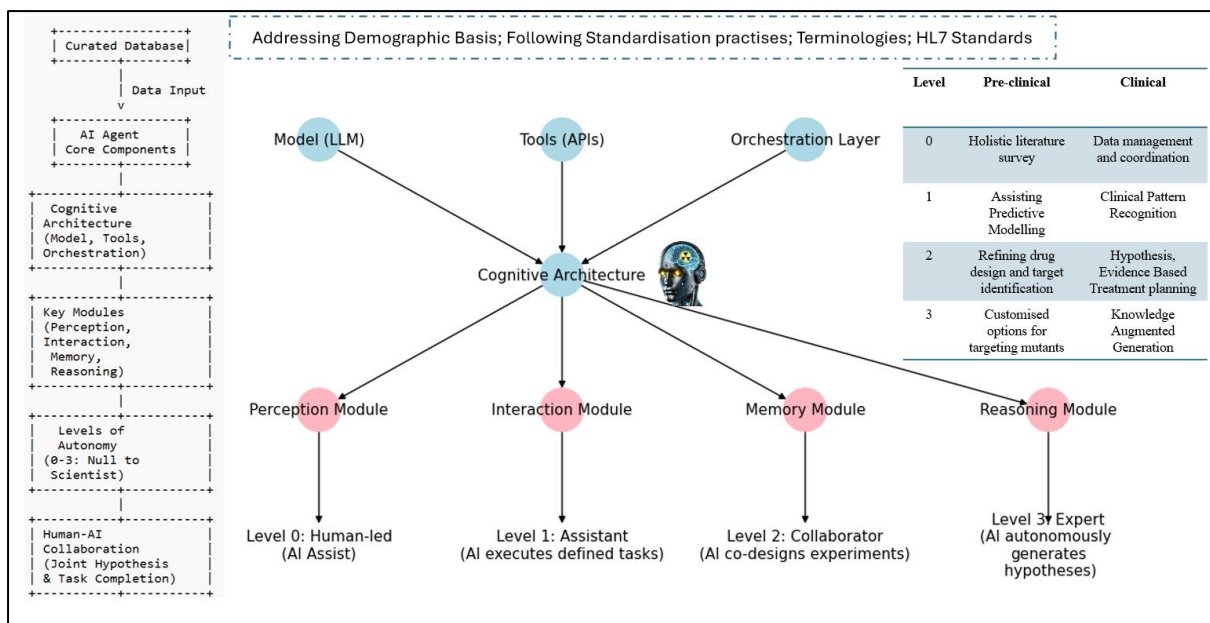 Addressing Demographic Basis; Following Standardisation practises; Terminologies; HL7 Standards
Curated Database
Data Input
v
AI Agent
Core Components
Cognitive
Architecture
(Model, Tools,
Orchestration)
Key Modules
(Perception,
Interaction,
Memory,
Reasoning)
Levels of
Autonomy
(0-3: Null to
Scientist)
Human-AI
Collaboration
(Joint Hypothesis
& Task Completion)
Model (LLM)
Tools (APIs)
Orchestration Layer
Cognitive Architecture
Perception Module
Interaction Module
Memory Module
Reasoning Module
Level 0: Human-led
(AI Assist)
Level 1: Assistant
(AI executes defined tasks)
Level 2: Collaborator
(AI co-designs experiments)
Level 3: Expert
(AI autonomously
generates
hypotheses)
Level Pre-clinical Clinical
0 Holistic literature Data management
survey and coordination
1 Assisting Clinical Pattern
Predictive Recognition
Modelling
2 Refining drug Hypothesis,
design and target Evidence Based
identification Treatment planning
3 Customised Knowledge
options for Augmented
targeting mutants Generation